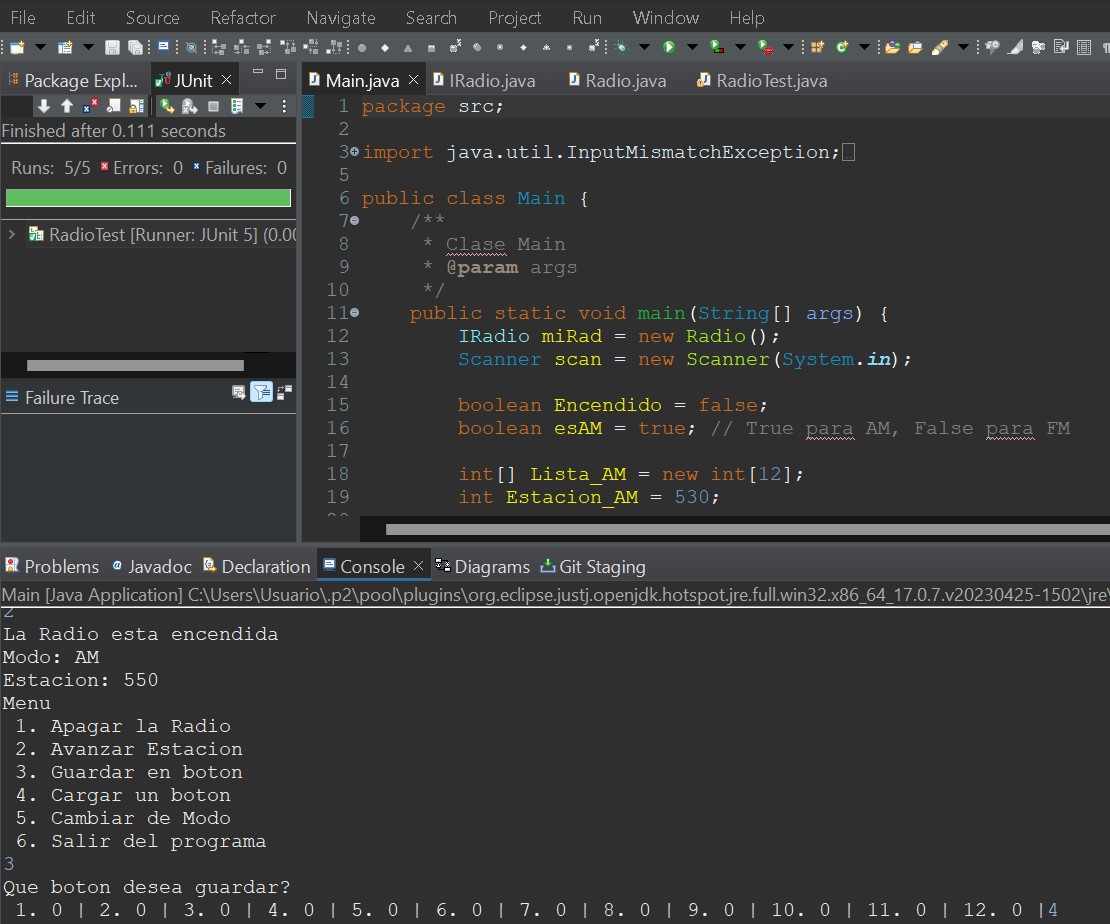 File Edit Source Refactor Navigate Search Project Run Window Help
Package Expl... JUnit
Finished after 0.111 seconds
Runs: 5/5 Errors: 0 Failures: 0
RadioTest [Runner: JUnit 5] (0.00
Failure Trace
Main.java IRadio.java Radio.java RadioTest.java
1 package src;
2
3 import java.util.InputMismatchException;
5
6 public class Main {
7 /**
8 * Clase Main
9 * @param args
10 */
11 public static void main(String[] args) {
12 IRadio miRad = new Radio();
13 Scanner scan = new Scanner(System.in);
14
15 boolean Encendido = false;
16 boolean esAM = true; // True para AM, False para FM
17
18 int[] Lista_AM = new int[12];
19 int Estacion_AM = 530;
Problems Javadoc Declaration Console Diagrams Git Staging
Main [Java Application] C:\Users\Usuario\.p2\pool\plugins\org.eclipse.justj.openjdk.hotspot.jre.full.win32.x86_64_17.0.7.v20230425-1502\jre\
2
La Radio esta encendida
Modo: AM
Estacion: 550
Menu
1. Apagar la Radio
2. Avanzar Estacion
3. Guardar en boton
4. Cargar un boton
5. Cambiar de Modo
6. Salir del programa
3
Que boton desea guardar?
1. 0 | 2. 0 | 3. 0 | 4. 0 | 5. 0 | 6. 0 | 7. 0 | 8. 0 | 9. 0 | 10. 0 | 11. 0 | 12. 0 |4